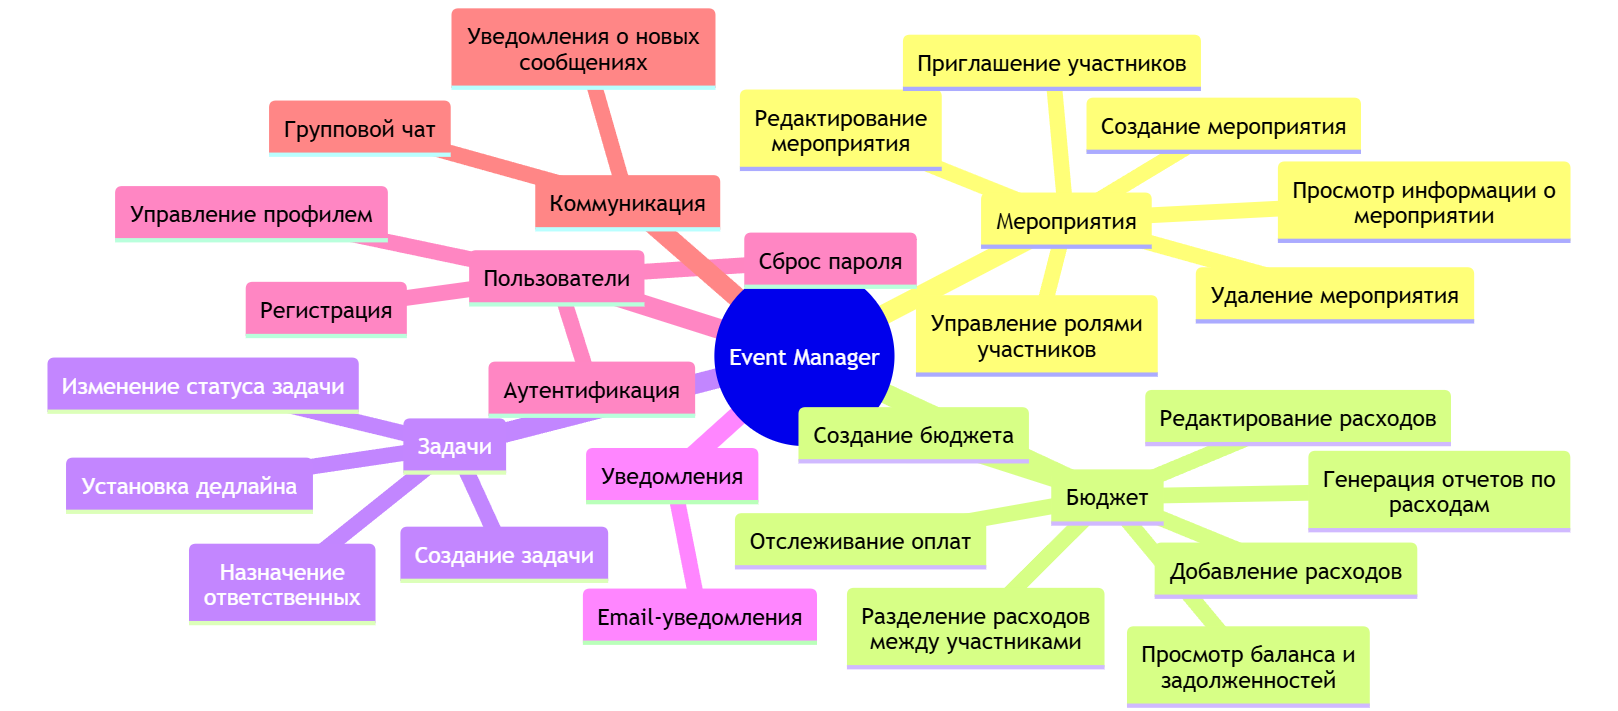 Уведомления о новых
сообщениях
Групповой чат
Коммуникация
Управление профилем
Пользователи
Сброс пароля
Регистрация
Аутентификация
Event Manager
Приглашение участников
Редактирование
мероприятия
Создание мероприятия
Просмотр информации о
мероприятии
Мероприятия
Удаление мероприятия
Управление ролями
участников
Изменение статуса задачи
Задачи
Установка дедлайна
Назначение
ответственных
Создание задачи
Уведомления
Email-уведомления
Создание бюджета
Редактирование расходов
Бюджет
Генерация отчетов по
расходам
Отслеживание оплат
Добавление расходов
Разделение расходов
между участниками
Просмотр баланса и
задолженностей